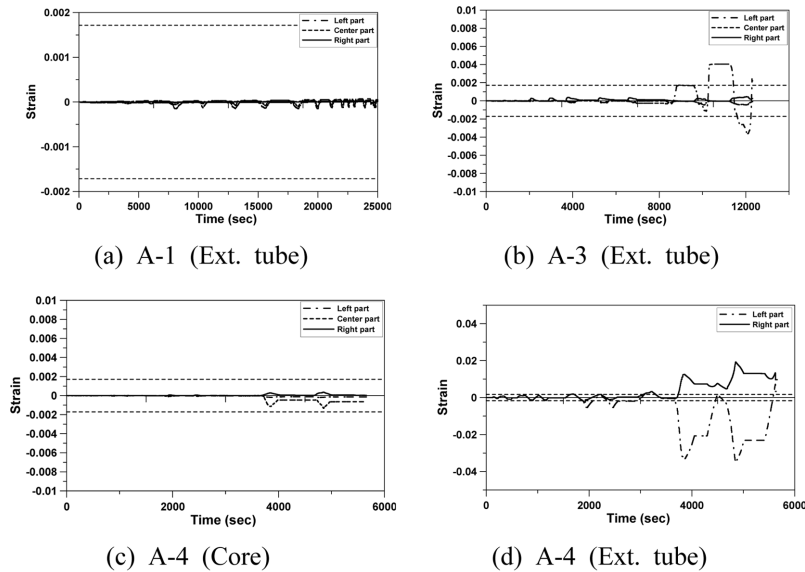 0.002
0.001
0
-0.001
-0.002
Strain
Left part
Center part
Right part
0 5000 10000 15000 20000 25000
Time (sec)
(a) A-1 (Ext. tube)
0.01
0.008
0.006
0.004
0.002
0
-0.002
-0.004
-0.006
-0.008
-0.01
Strain
Left part
Center part
Right part
0 4000 8000 12000
Time (sec)
(b) A-3 (Ext. tube)
0.01
0.008
0.006
0.004
0.002
0
-0.002
-0.004
-0.006
-0.008
-0.01
Strain
Left part
Center part
Right part
0 2000 4000 6000
Time (sec)
(c) A-4 (Core)
0.04
0.02
0
-0.02
-0.04
Strain
Left part
Right part
0 2000 4000 6000
Time (sec)
(d) A-4 (Ext. tube)